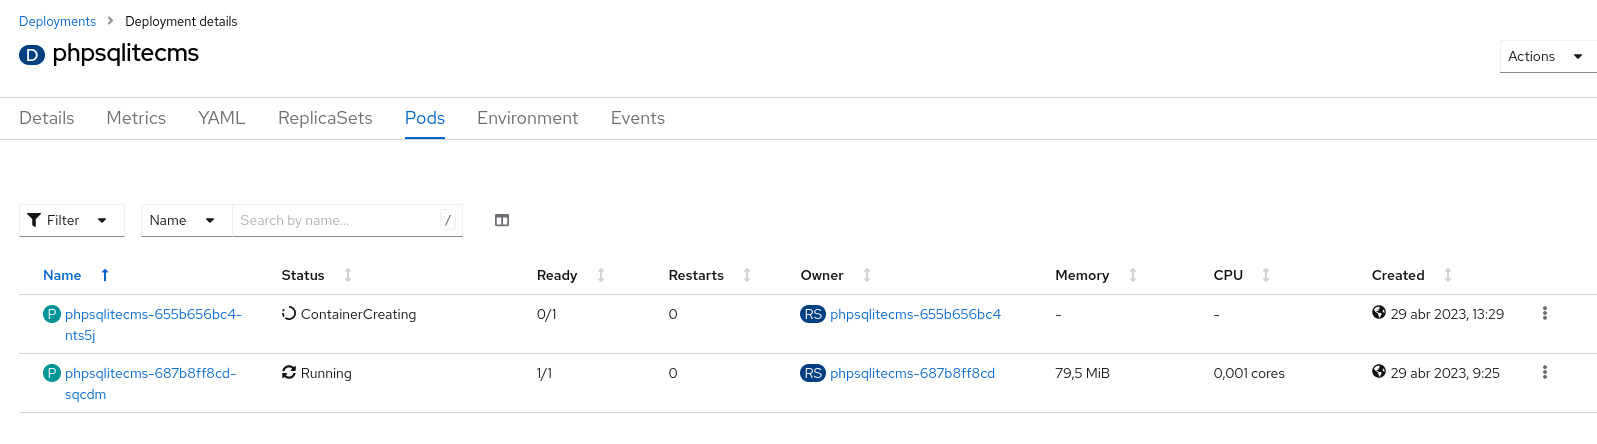 Deployments > Deployment details
D phpsqlitecms
Actions
Details Metrics YAML ReplicaSets Pods Environment Events
Filter Name Search by name... /
Name Status Ready Restarts Owner Memory CPU Created
P phpsqlitecms-655b656bc4- ContainerCreating 0/1 0 RS phpsqlitecms-655b656bc4 - - 29 abr 2023, 13:29
nts5j
P phpsqlitecms-687b8ff8cd- Running 1/1 0 RS phpsqlitecms-687b8ff8cd 79,5 MiB 0,001 cores 29 abr 2023, 9:25
sqcdm